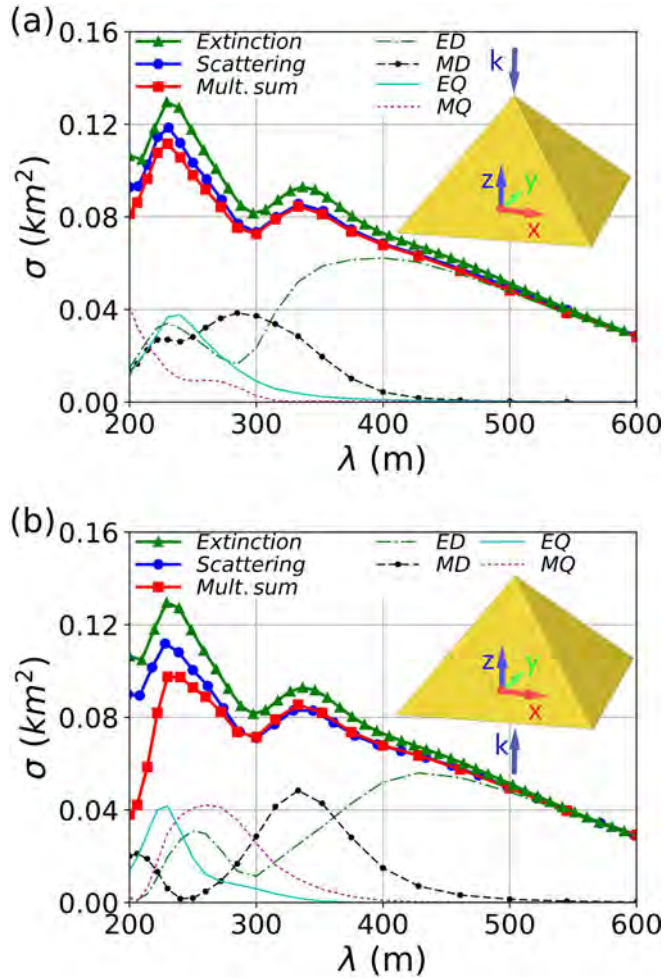 (a)
0.16
0.12
0.08
0.04
0.00
σ (km²)
Extinction
Scattering
Mult. sum
ED
MD
EQ
MQ
k
z
y
x
200
300
400
500
600
λ (m)
(b)
0.16
0.12
0.08
0.04
0.00
σ (km²)
Extinction
Scattering
Mult. sum
ED
MD
EQ
MQ
z
y
x
k
200
300
400
500
600
λ (m)